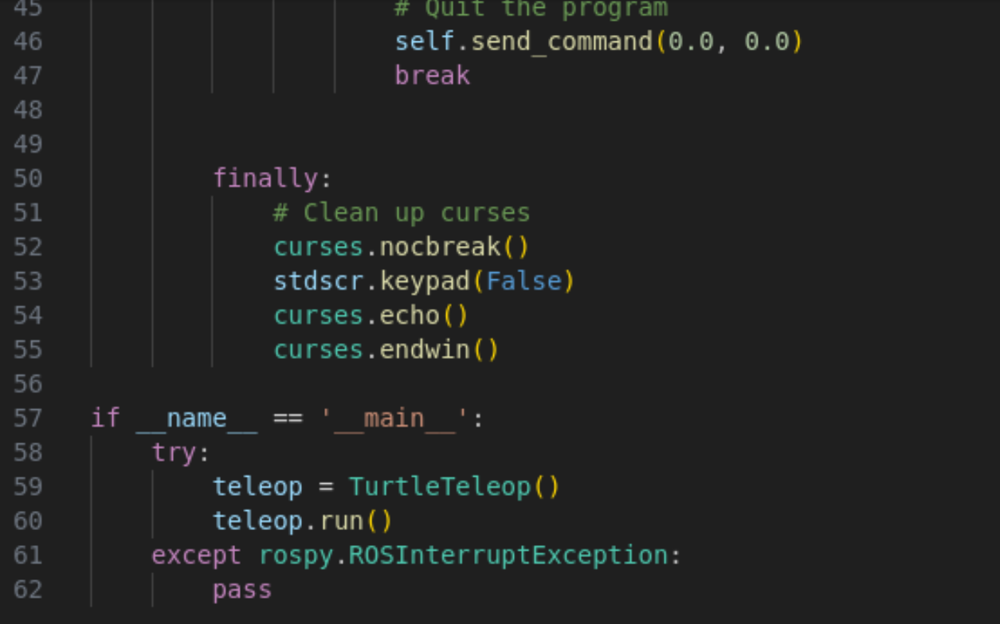 45 # Quit the program
46 self.send_command(0.0, 0.0)
47 break
48
49
50 finally:
51 # Clean up curses
52 curses.nocbreak()
53 stdscr.keypad(False)
54 curses.echo()
55 curses.endwin()
56
57 if __name__ == '__main__':
58 try:
59 teleop = TurtleTeleop()
60 teleop.run()
61 except rospy.ROSInterruptException:
62 pass